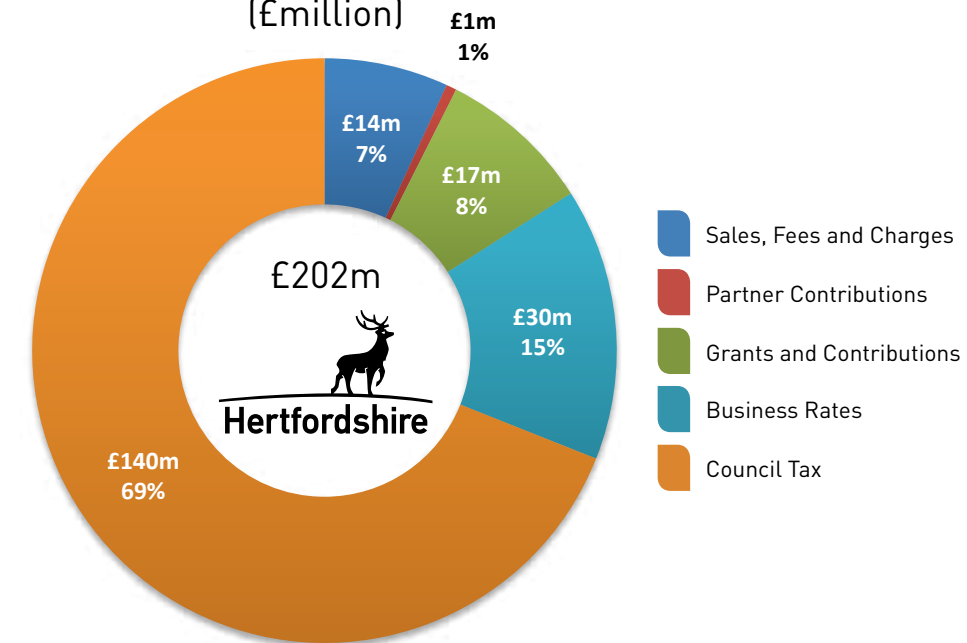 (£million)
£1m
1%
£14m
7%
£17m
8%
£30m
15%
£140m
69%
£202m
Hertfordshire
Sales, Fees and Charges
Partner Contributions
Grants and Contributions
Business Rates
Council Tax